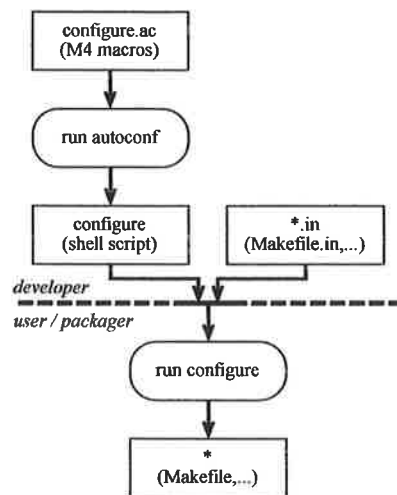 configure.ac
(M4 macros)
run autoconf
configure
(shell script)
*.in
(Makefile.in,...)
developer
user / packager
run configure
*
(Makefile,...)